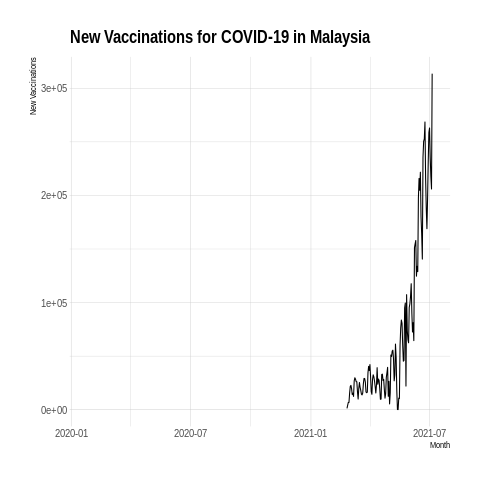 New Vaccinations for COVID-19 in Malaysia
New Vaccinations
3e+05
2e+05
1e+05
0e+00
2020-01 2020-07 2021-01 2021-07
Month